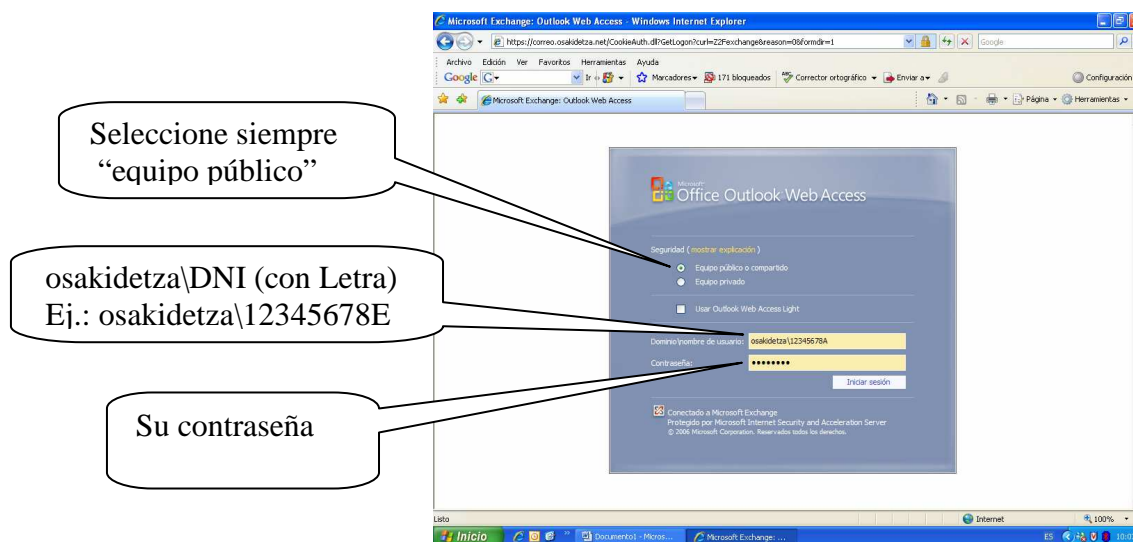 Microsoft Exchange: Outlook Web Access - Windows Internet Explorer
https://correo.osakidetza.net/CookieAuth.dll?GetLogon?curl=Z2Fexchange&reason=0&formdir=1
Google
Archivo Edición Ver Favoritos Herramientas Ayuda
Google G Ir Marcadores 171 bloqueados Corrector ortográfico Enviar a Configuración
Microsoft Exchange: Outlook Web Access Página Herramientas
Seleccione siempre
“equipo público”
Microsoft
Office Outlook Web Access
Seguridad ( mostrar explicación )
Equipo público o compartido
Equipo privado
osakidetza\DNI (con Letra)
Ej.: osakidetza\12345678E
Usar Outlook Web Access Light
Dominio\nombre de usuario: osakidetza\12345678A
Contraseña: ••••••••
Iniciar sesión
Su contraseña
Conectado a Microsoft Exchange
Protegido por Microsoft Internet Security and Acceleration Server
© 2006 Microsoft Corporation. Reservados todos los derechos.
Listo Internet 100%
Inicio Documento1 - Micros... Microsoft Exchange: ... ES